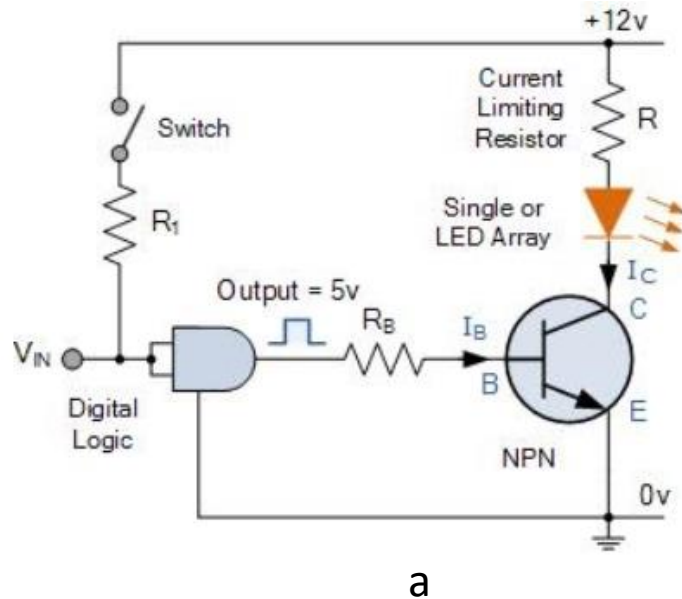 +12v
Current
Limiting
Resistor
R
Switch
R1
Single or
LED Array
IC
C
Output = 5v
RB
IB
VIN
B
E
Digital
Logic
NPN
0v
a